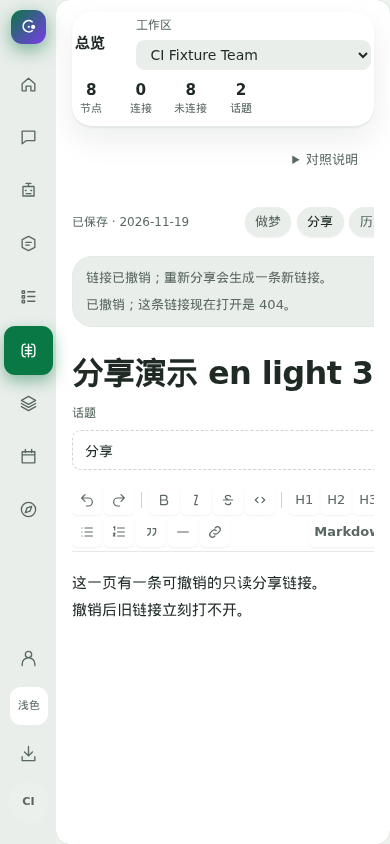 工作区
总览
CI Fixture Team
8 0 8 2
节点 连接 未连接 话题
▶ 对照说明
已保存 · 2026-11-19
做梦 分享 历
链接已撤销；重新分享会生成一条新链接。
已撤销；这条链接现在打开是 404。
分享演示 en light 3
话题
分享
B I S <> H1 H2 H3
Markdow
这一页有一条可撤销的只读分享链接。
撤销后旧链接立刻打不开。
浅色
CI